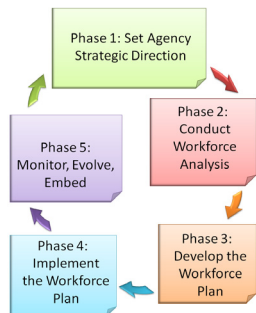 Phase 1: Set Agency
Strategic Direction
Phase 2:
Conduct
Workforce
Analysis
Phase 3:
Develop the
Workforce
Plan
Phase 4:
Implement
the Workforce
Plan
Phase 5:
Monitor, Evolve,
Embed